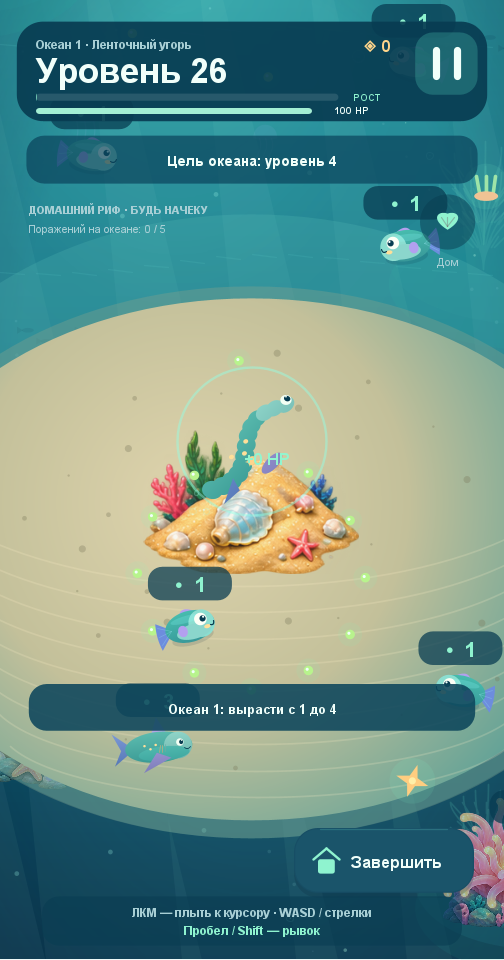 • 1
Океан 1 · Ленточный угорь
◈ 0
Уровень 26
РОСТ
100 HP
Цель океана: уровень 4
ДОМАШНИЙ РИФ · БУДЬ НАЧЕКУ
• 1
Поражений на океане: 0 / 5
Дом
HP
• 1
• 1
Океан 1: вырасти с 1 до 4
Завершить
ЛКМ — плыть к курсору · WASD / стрелки
Пробел / Shift — рывок